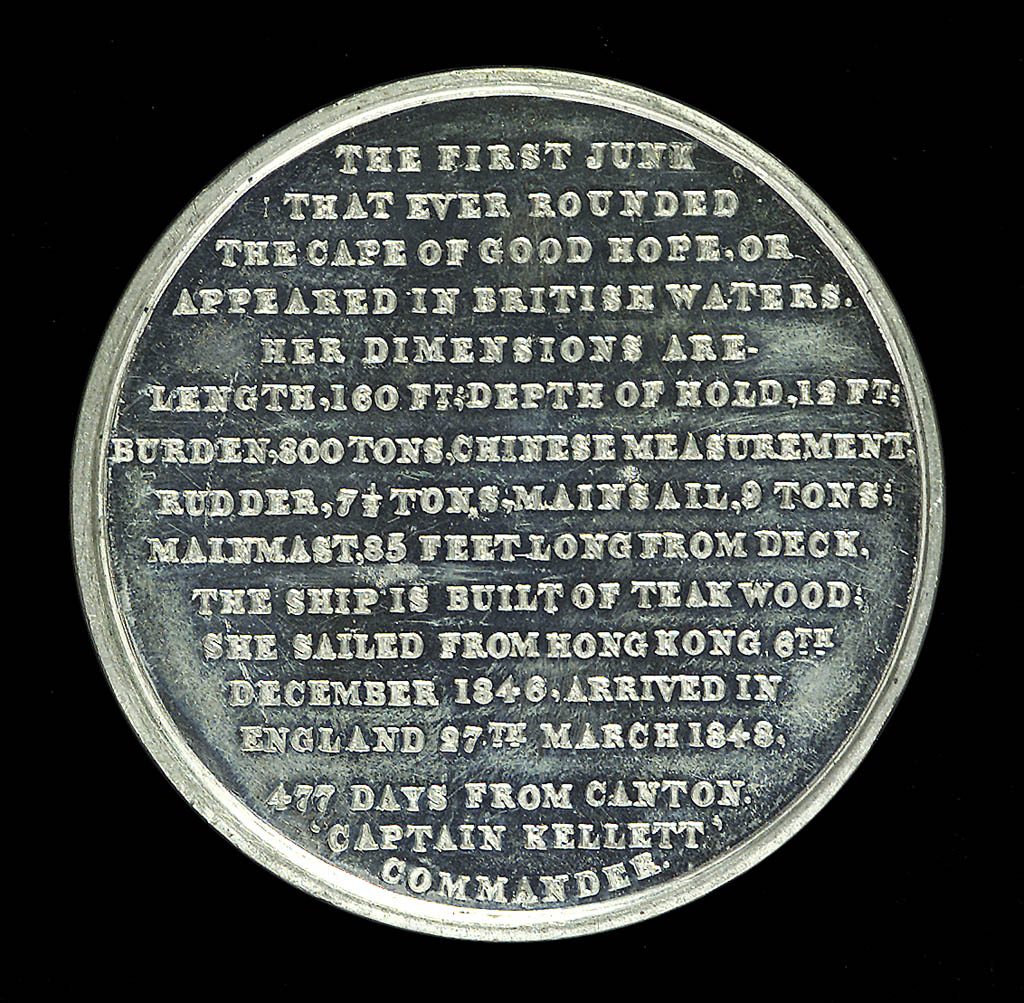 THE FIRST JUNK
THAT EVER ROUNDED
THE CAPE OF GOOD HOPE, OR
APPEARED IN BRITISH WATERS.
HER DIMENSIONS ARE-
LENGTH, 160 FT; DEPTH OF HOLD, 12 FT;
BURDEN, 800 TONS, CHINESE MEASUREMENT,
RUDDER, 7½ TONS, MAINSAIL, 9 TONS;
MAINMAST, 85 FEET LONG FROM DECK,
THE SHIP IS BUILT OF TEAK WOOD;
SHE SAILED FROM HONG KONG 6TH
DECEMBER 1846, ARRIVED IN
ENGLAND 27TH MARCH 1848,
477 DAYS FROM CANTON.
'CAPTAIN KELLETT'
COMMANDER.